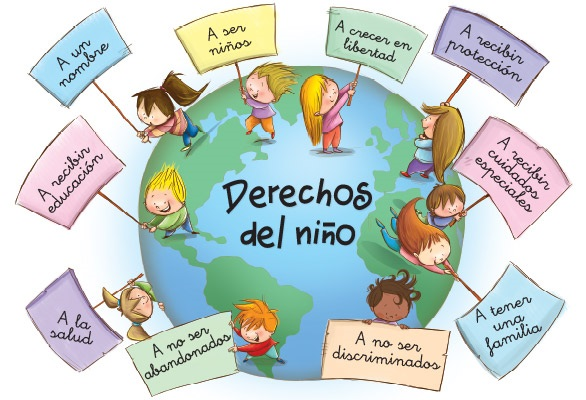 A un
nombre
A ser
niños
A crecer en
libertad
A recibir
protección
A recibir
educación
Derechos
del niño
A recibir
cuidados
especiales
A la
salud
A no ser
abandonados
A no ser
discriminados
A tener
una
familia